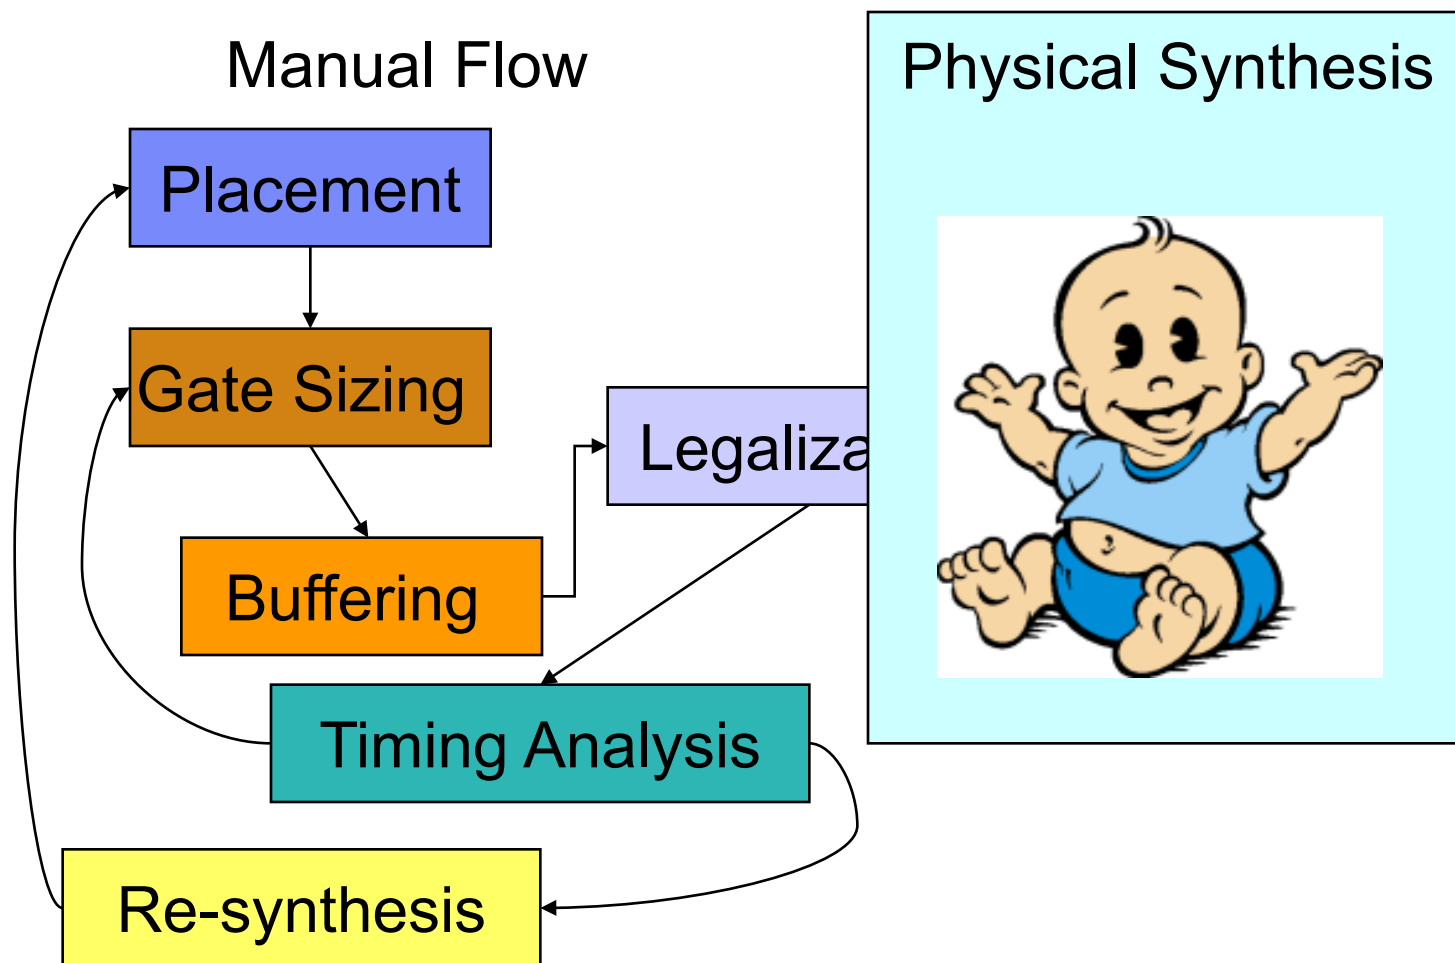 Manual Flow
Physical Synthesis
Placement
Gate Sizing
Legaliza
Buffering
Timing Analysis
Re-synthesis